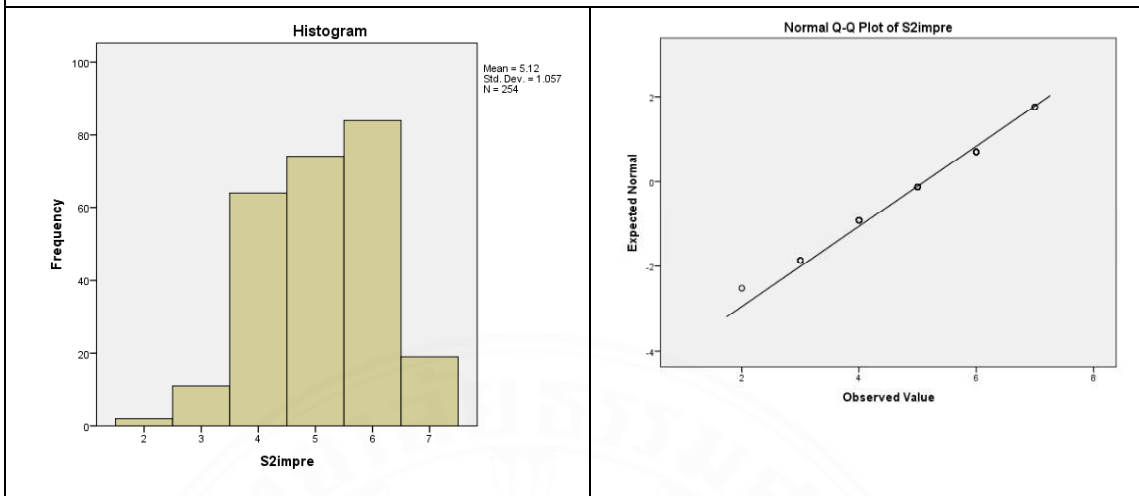 Histogram
Mean = 5.12
Std. Dev. = 1.057
N = 254
100
80
60
40
20
0
Frequency
2 3 4 5 6 7
S2impre
Normal Q-Q Plot of S2impre
2
0
-2
-4
Expected Normal
2 4 6 8
Observed Value